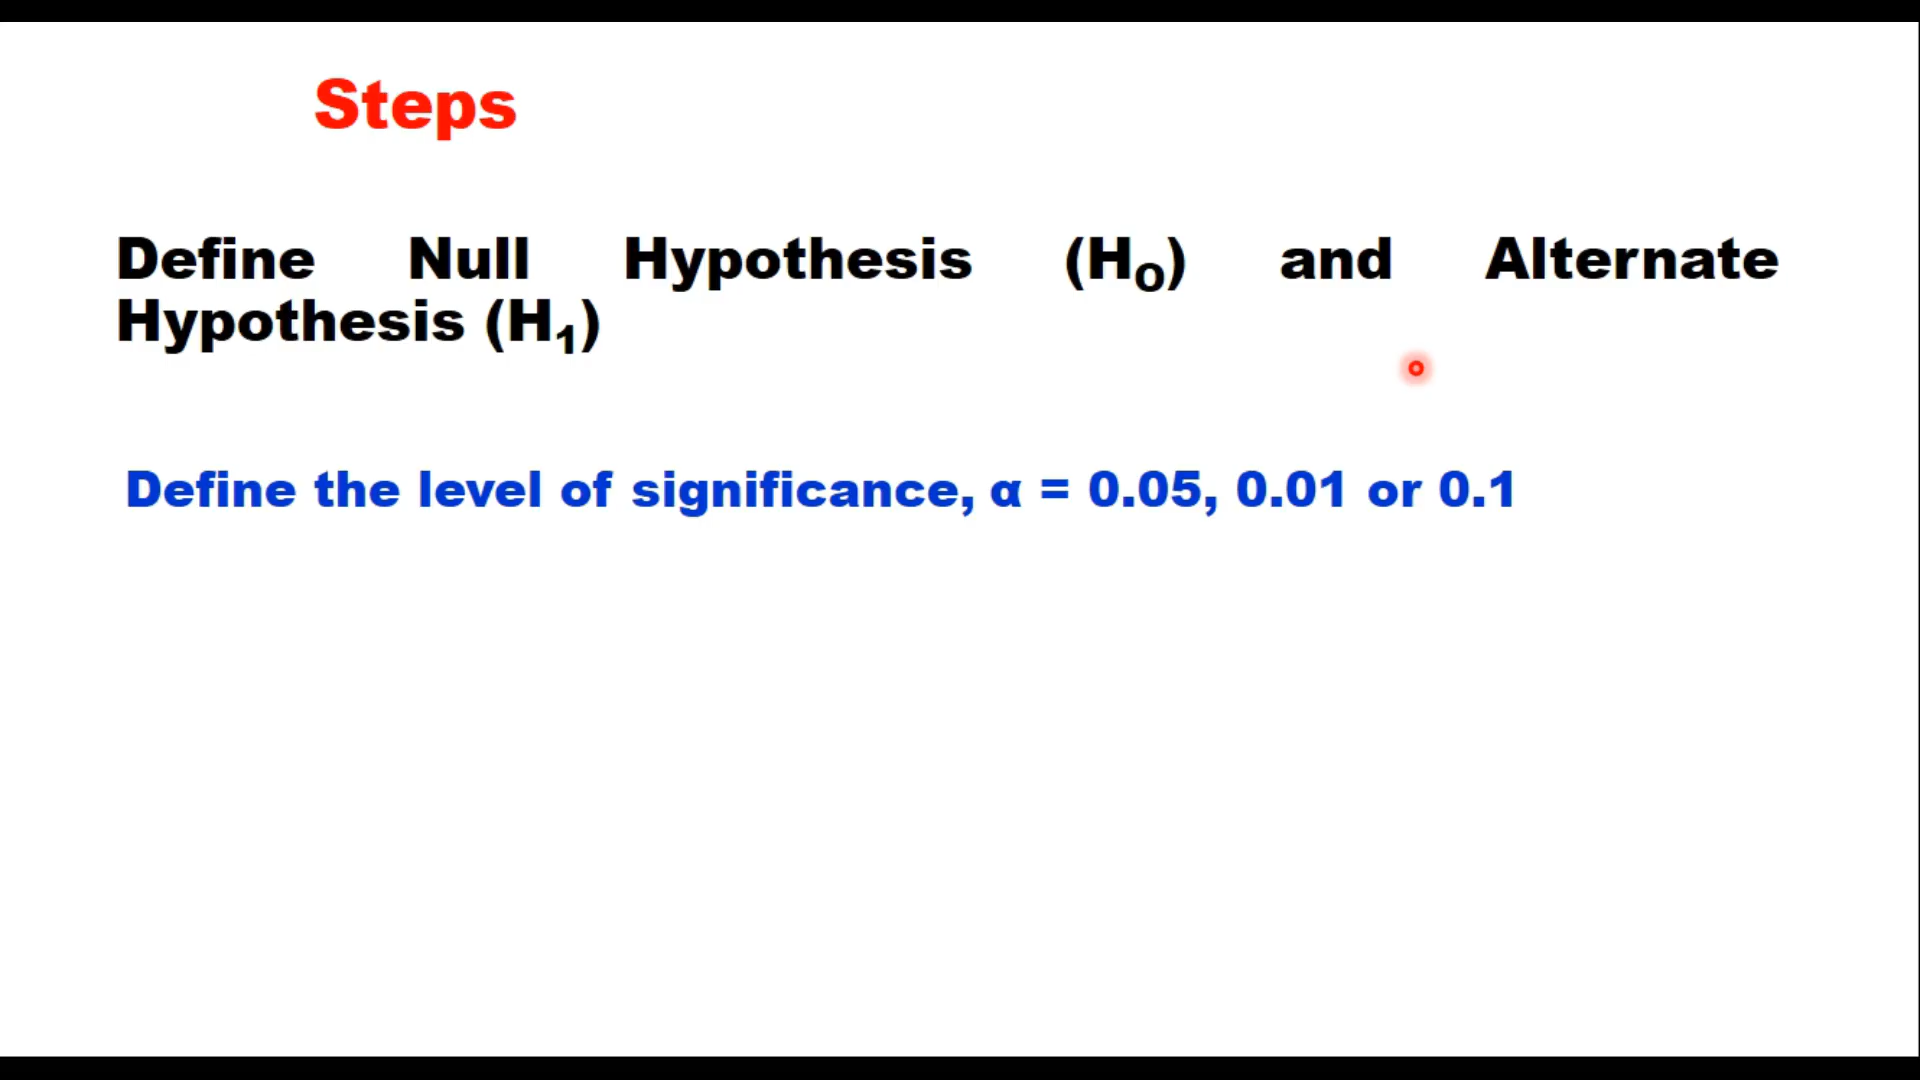 Steps
Define Null Hypothesis (H₀) and Alternate
Hypothesis (H₁)
Define the level of significance, α = 0.05, 0.01 or 0.1